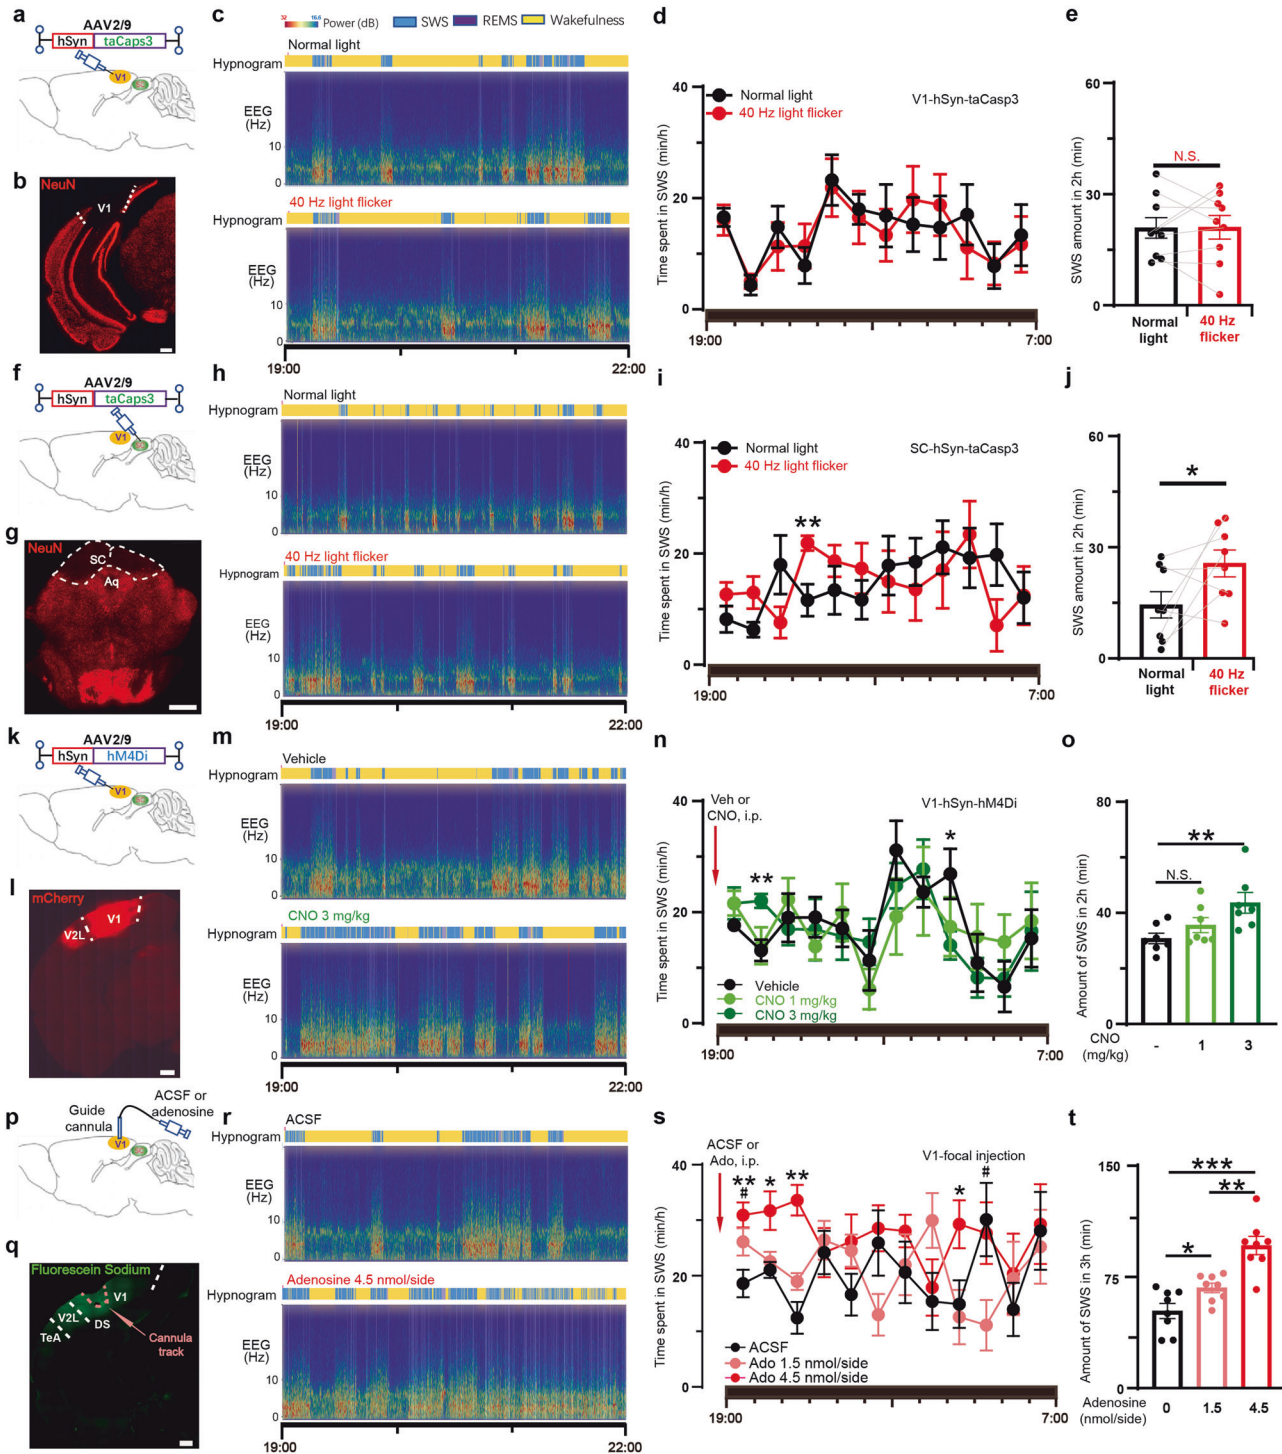 a
AAV2/9
hSyn
taCaps3
V1
b
NeuN
V1
c
32
16.6
Power (dB)
SWS
REMS
Wakefulness
Normal light
Hypnogram
EEG
(Hz)
10
0
40 Hz light flicker
Hypnogram
EEG
(Hz)
10
0
19:00
22:00
d
Normal light
40 Hz light flicker
V1-hSyn-taCasp3
Time spent in SWS (min/h)
40
20
0
19:00
7:00
e
SWS amount in 2h (min)
60
30
0
N.S.
Normal
light
40 Hz
flicker
f
AAV2/9
hSyn
taCaps3
V1
g
NeuN
SC
Aq
h
Normal light
Hypnogram
EEG
(Hz)
10
0
40 Hz light flicker
Hypnogram
EEG
(Hz)
10
0
19:00
22:00
i
Normal light
40 Hz light flicker
SC-hSyn-taCasp3
Time spent in SWS (min/h)
40
20
0
**
19:00
7:00
j
SWS amount in 2h (min)
60
30
0
*
Normal
light
40 Hz
flicker
k
AAV2/9
hSyn
hM4Di
V1
l
mCherry
V1
V2L
m
Vehicle
Hypnogram
EEG
(Hz)
10
0
CNO 3 mg/kg
Hypnogram
EEG
(Hz)
10
0
19:00
22:00
n
Veh or
CNO, i.p.
V1-hSyn-hM4Di
Time spent in SWS (min/h)
40
20
0
**
*
Vehicle
CNO 1 mg/kg
CNO 3 mg/kg
19:00
7:00
o
Amount of SWS in 2h (min)
80
40
0
N.S.
**
CNO
(mg/kg)
-
1
3
p
Guide
cannula
ACSF or
adenosine
V1
q
Fluorescein Sodium
V1
V2L
DS
TeA
Cannula
track
r
ACSF
Hypnogram
EEG
(Hz)
10
0
Adenosine 4.5 nmol/side
Hypnogram
EEG
(Hz)
10
0
19:00
22:00
s
ACSF or
Ado, i.p.
V1-focal injection
Time spent in SWS (min/h)
40
20
0
**
#
*
**
*
#
ACSF
Ado 1.5 nmol/side
Ado 4.5 nmol/side
19:00
7:00
t
Amount of SWS in 3h (min)
150
75
0
***
**
*
Adenosine
(nmol/side)
0
1.5
4.5